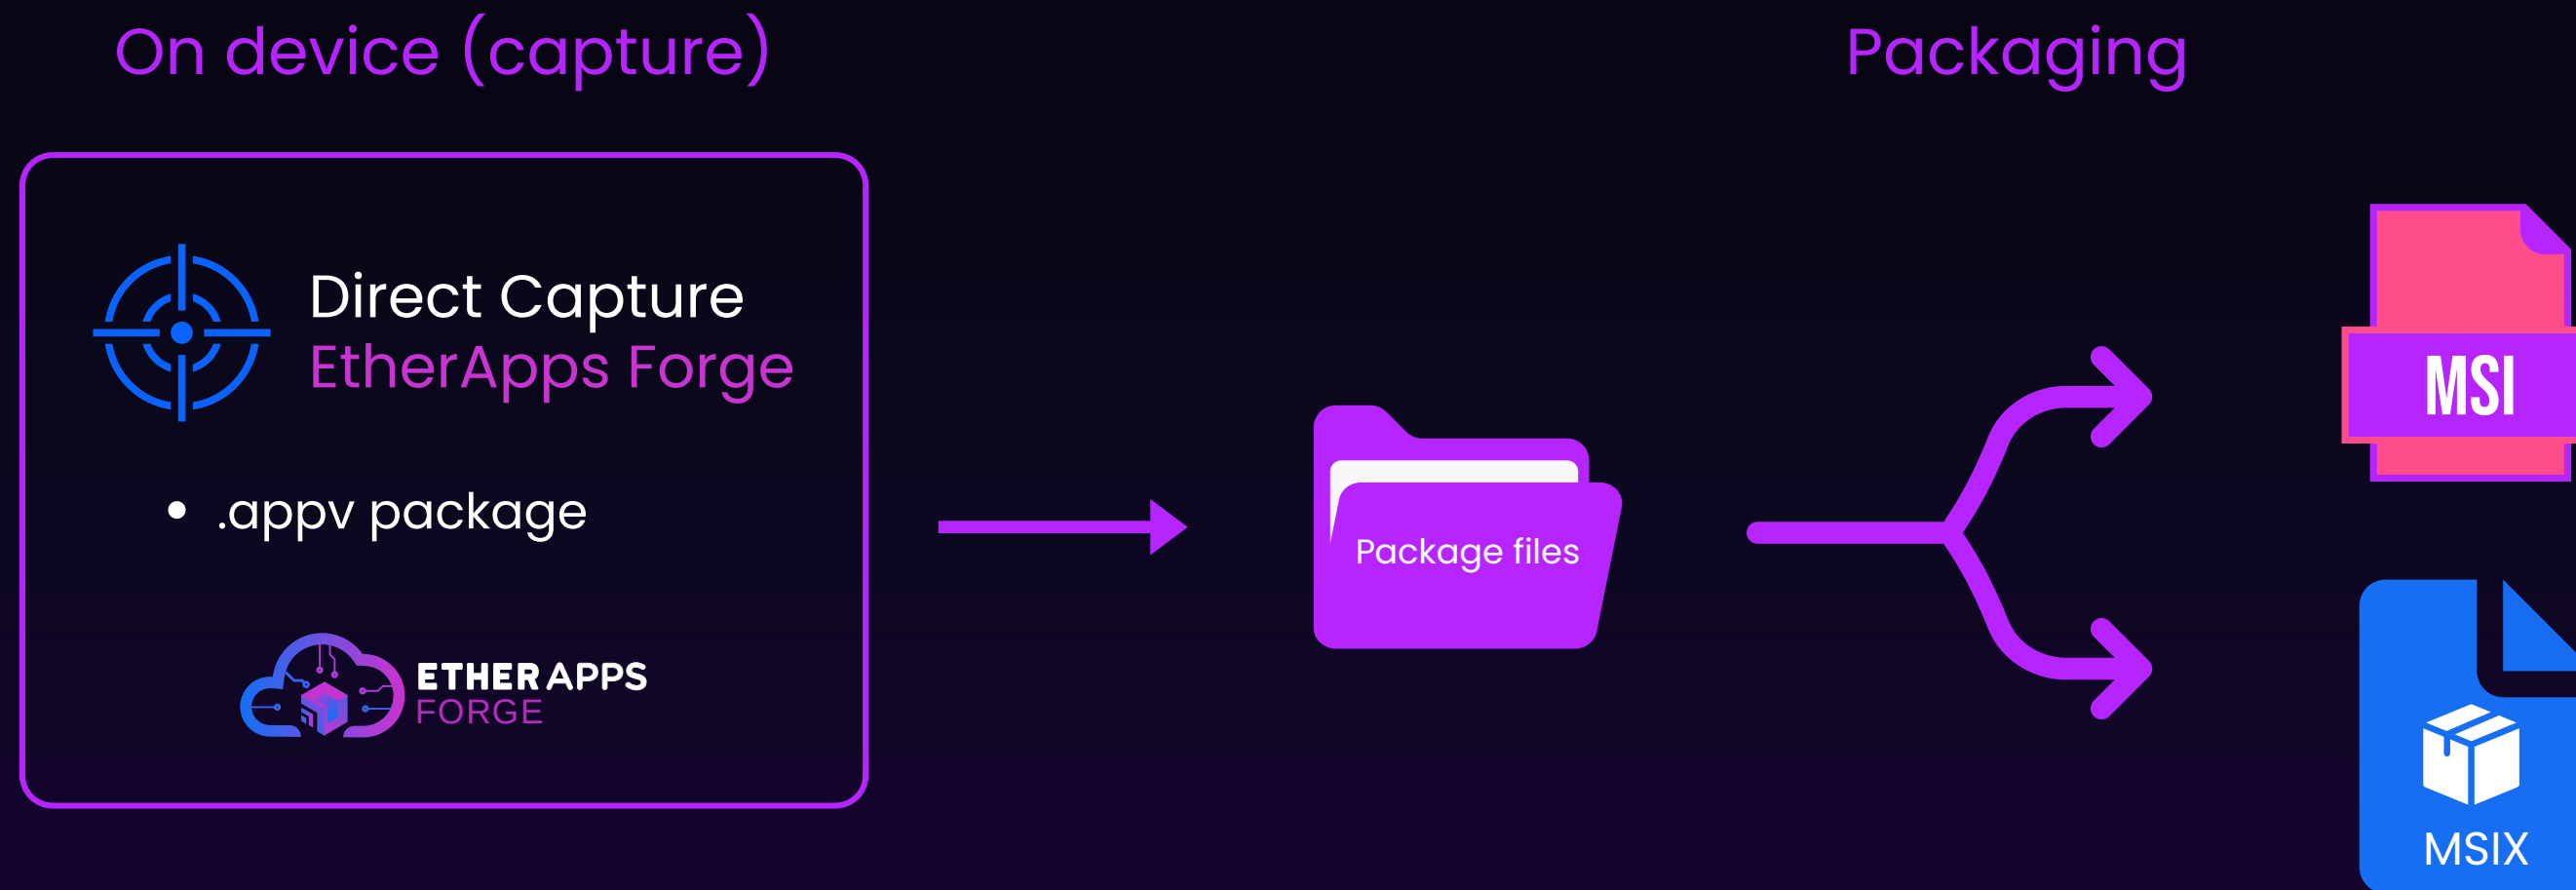 On device (capture)
Packaging
Direct Capture
EtherApps Forge
• .appv package
ETHER APPS
FORGE
Package files
MSI
MSIX